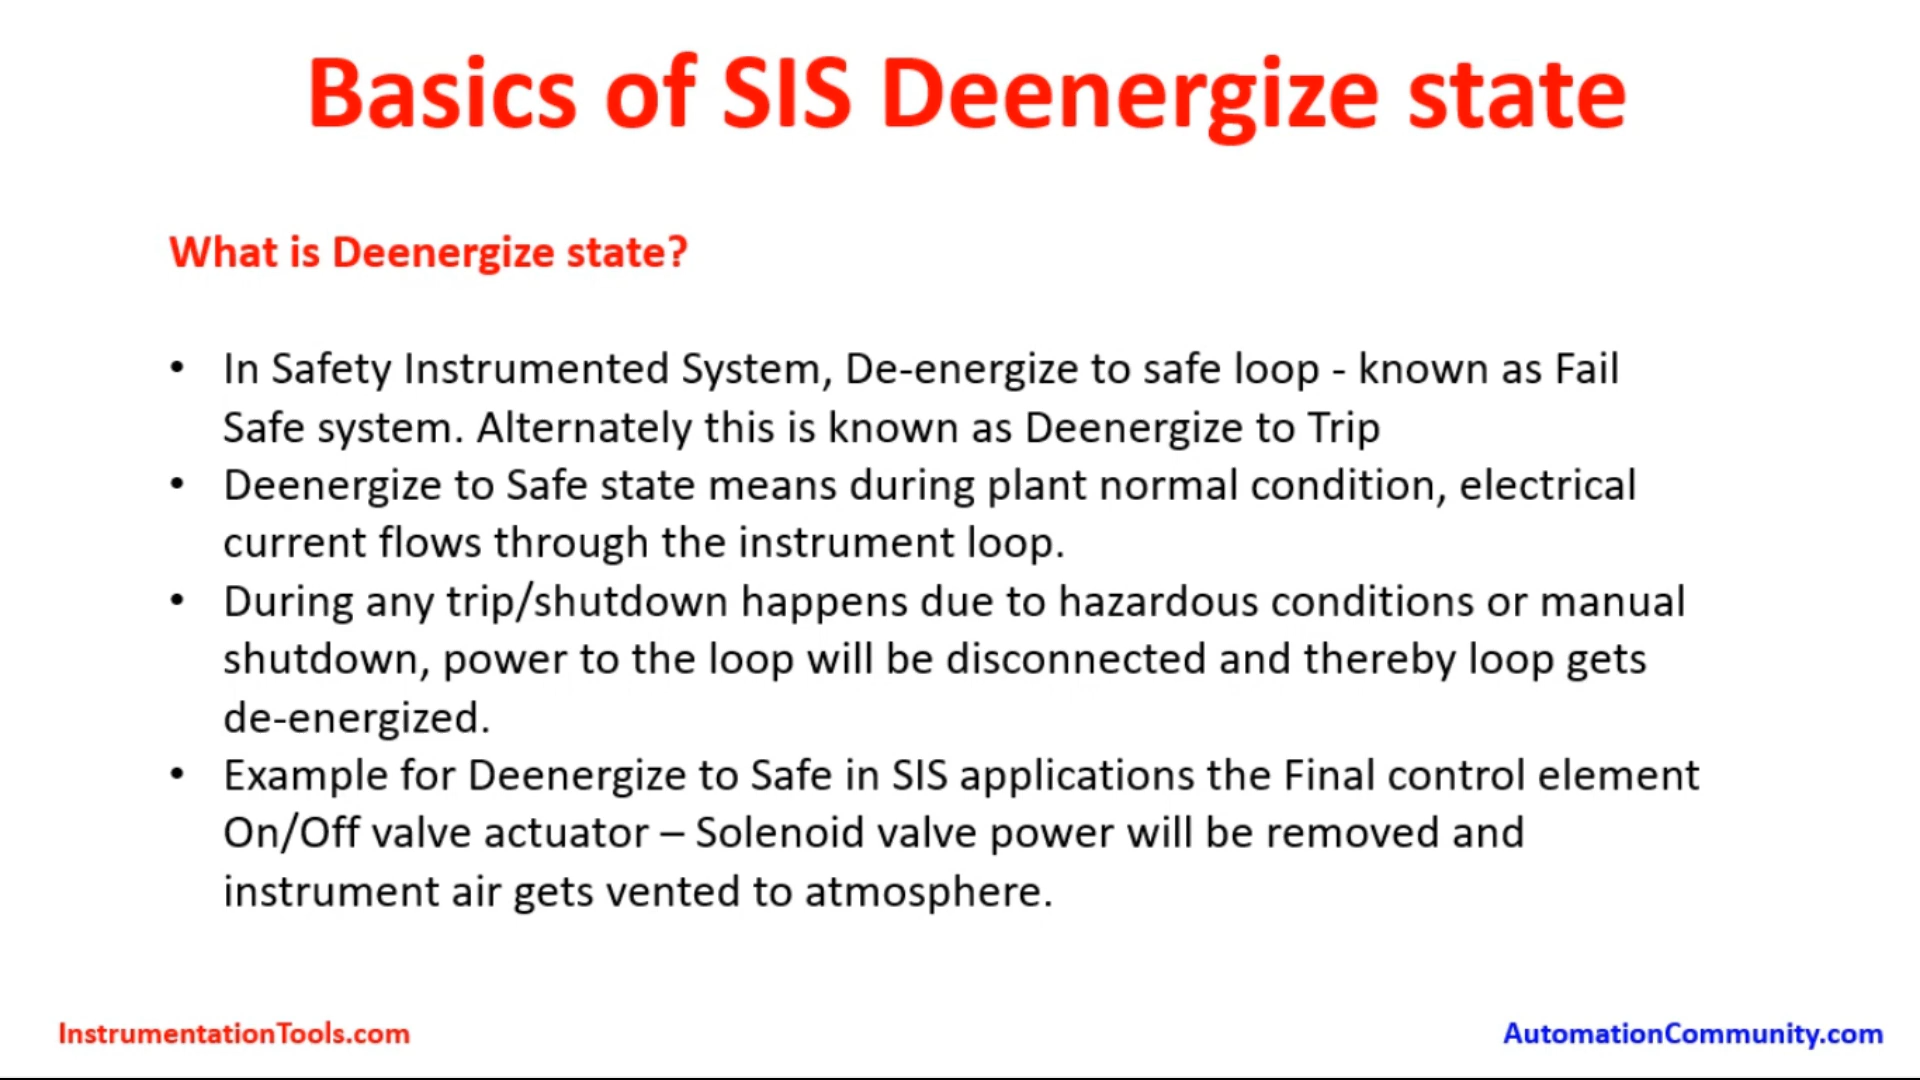 Basics of SIS Deenergize state
What is Deenergize state?
• In Safety Instrumented System, De-energize to safe loop - known as Fail
Safe system. Alternately this is known as Deenergize to Trip
• Deenergize to Safe state means during plant normal condition, electrical
current flows through the instrument loop.
• During any trip/shutdown happens due to hazardous conditions or manual
shutdown, power to the loop will be disconnected and thereby loop gets
de-energized.
• Example for Deenergize to Safe in SIS applications the Final control element
On/Off valve actuator – Solenoid valve power will be removed and
instrument air gets vented to atmosphere.
InstrumentationTools.com
AutomationCommunity.com